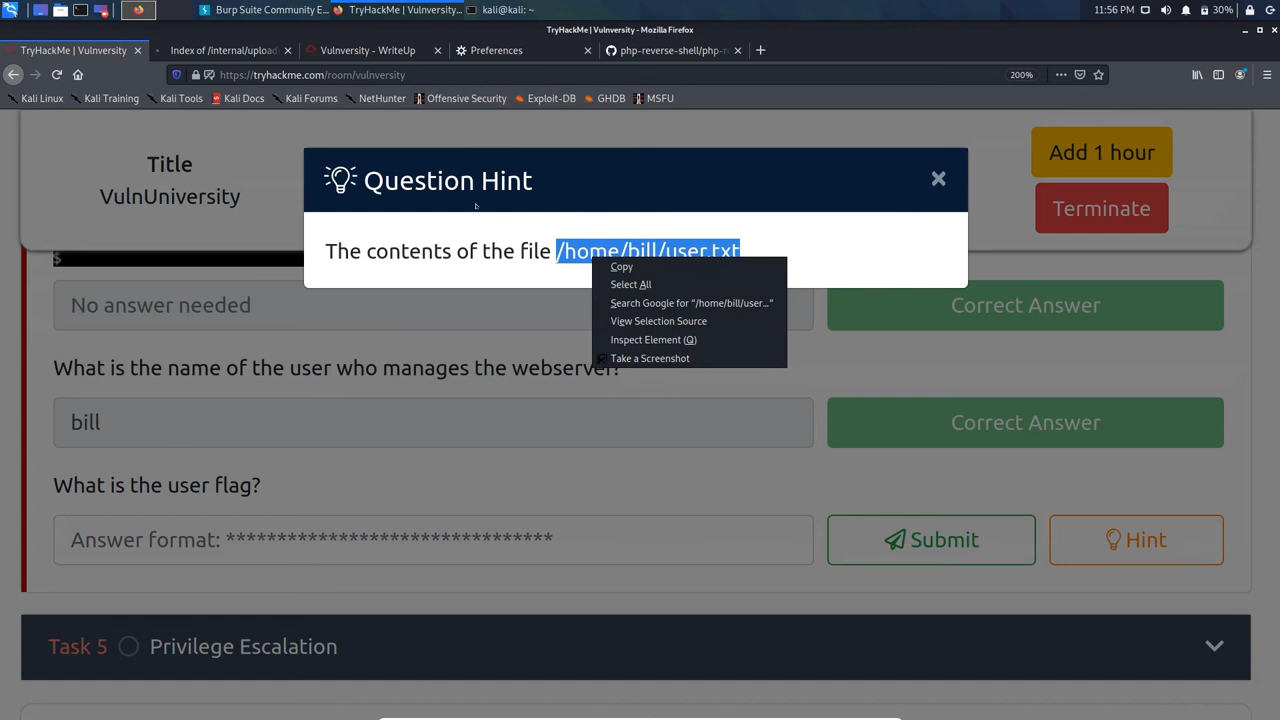 Burp Suite Community E...
TryHackMe | Vulnversity...
kali@kali: ~
11:56 PM
30%
TryHackMe | Vulnversity - Mozilla Firefox
TryHackMe | Vulnversity
Index of /internal/upload
Vulnversity - WriteUp
Preferences
php-reverse-shell/php-r
https://tryhackme.com/room/vulnversity
200%
Kali Linux
Kali Training
Kali Tools
Kali Docs
Kali Forums
NetHunter
Offensive Security
Exploit-DB
GHDB
MSFU
Title
VulnUniversity
Question Hint
Add 1 hour
Terminate
The contents of the file /home/bill/user.txt
$
Copy
Select All
Search Google for “/home/bill/user...”
View Selection Source
Inspect Element (Q)
Take a Screenshot
No answer needed
Correct Answer
What is the name of the user who manages the webserver?
bill
Correct Answer
What is the user flag?
Answer format: ********************************
Submit
Hint
Task 5
Privilege Escalation